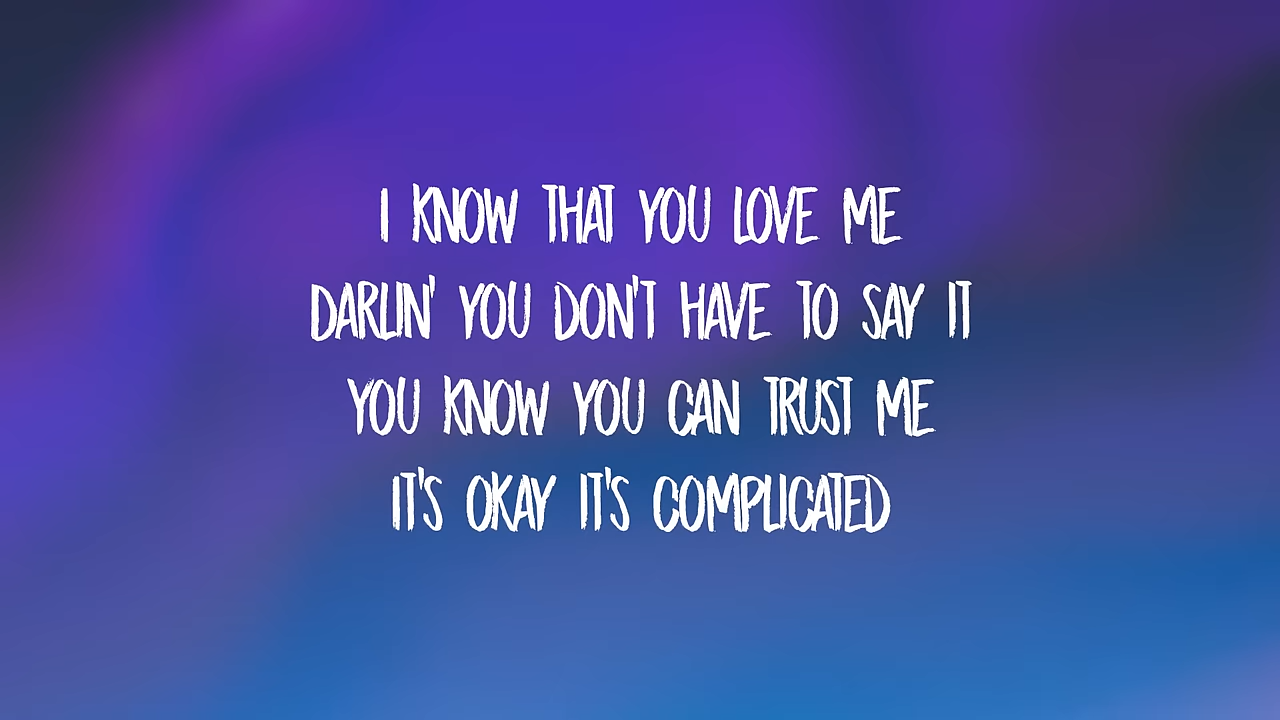 I KNOW THAT YOU LOVE ME
DARLIN' YOU DON'T HAVE TO SAY IT
YOU KNOW YOU CAN TRUST ME
IT'S OKAY IT'S COMPLICATED